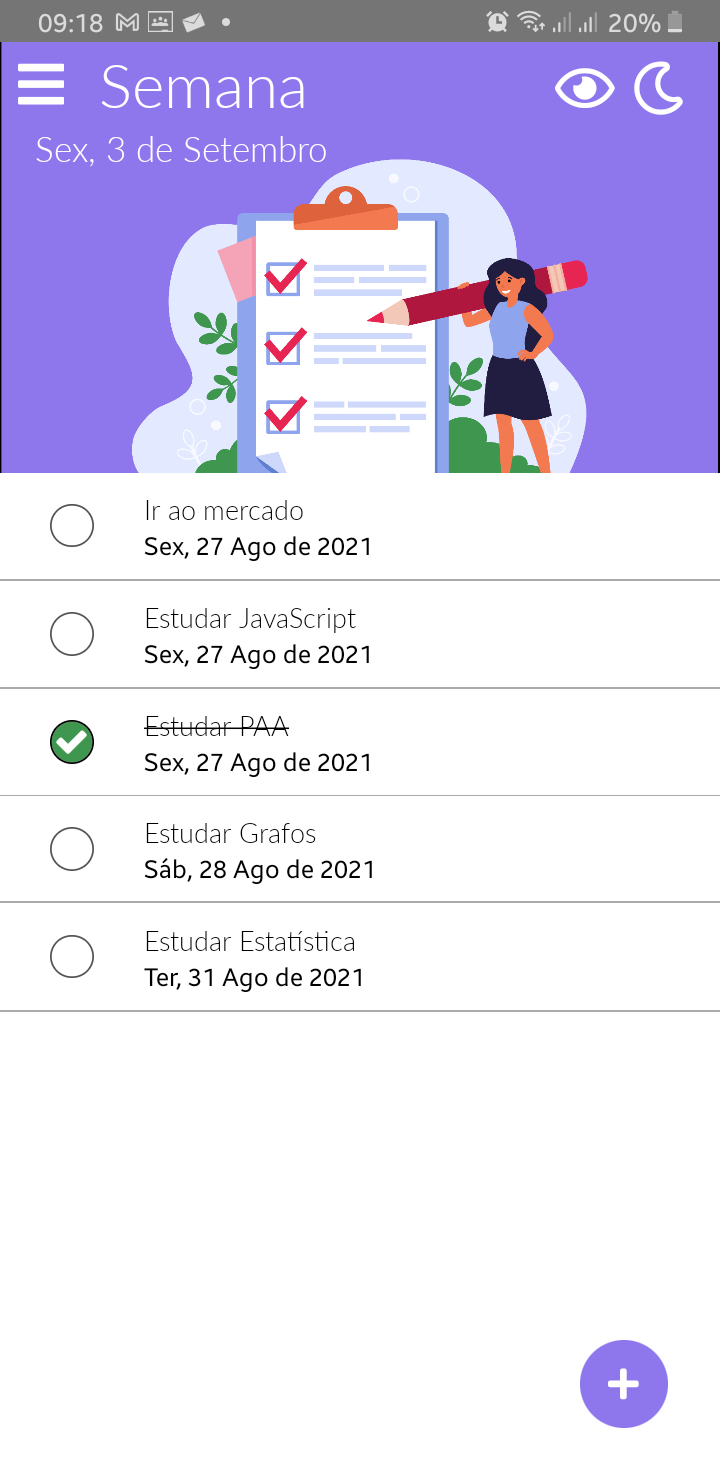 09:18
20%
Semana
Sex, 3 de Setembro
Ir ao mercado
Sex, 27 Ago de 2021
Estudar JavaScript
Sex, 27 Ago de 2021
Estudar PAA
Sex, 27 Ago de 2021
Estudar Grafos
Sáb, 28 Ago de 2021
Estudar Estatística
Ter, 31 Ago de 2021